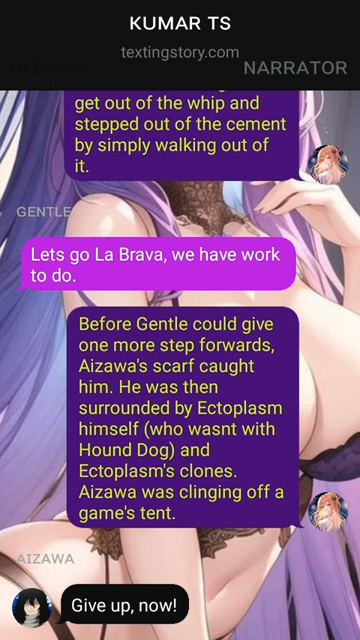 KUMAR TS
textingstory.com
AIZAWA
NARRATOR
get out of the whip and
stepped out of the cement
by simply walking out of
it.
GENTLE
Lets go La Brava, we have work
to do.
Before Gentle could give
one more step forwards,
Aizawa's scarf caught
him. He was then
surrounded by Ectoplasm
himself (who wasnt with
Hound Dog) and
Ectoplasm's clones.
Aizawa was clinging off a
game's tent.
AIZAWA
Give up, now!